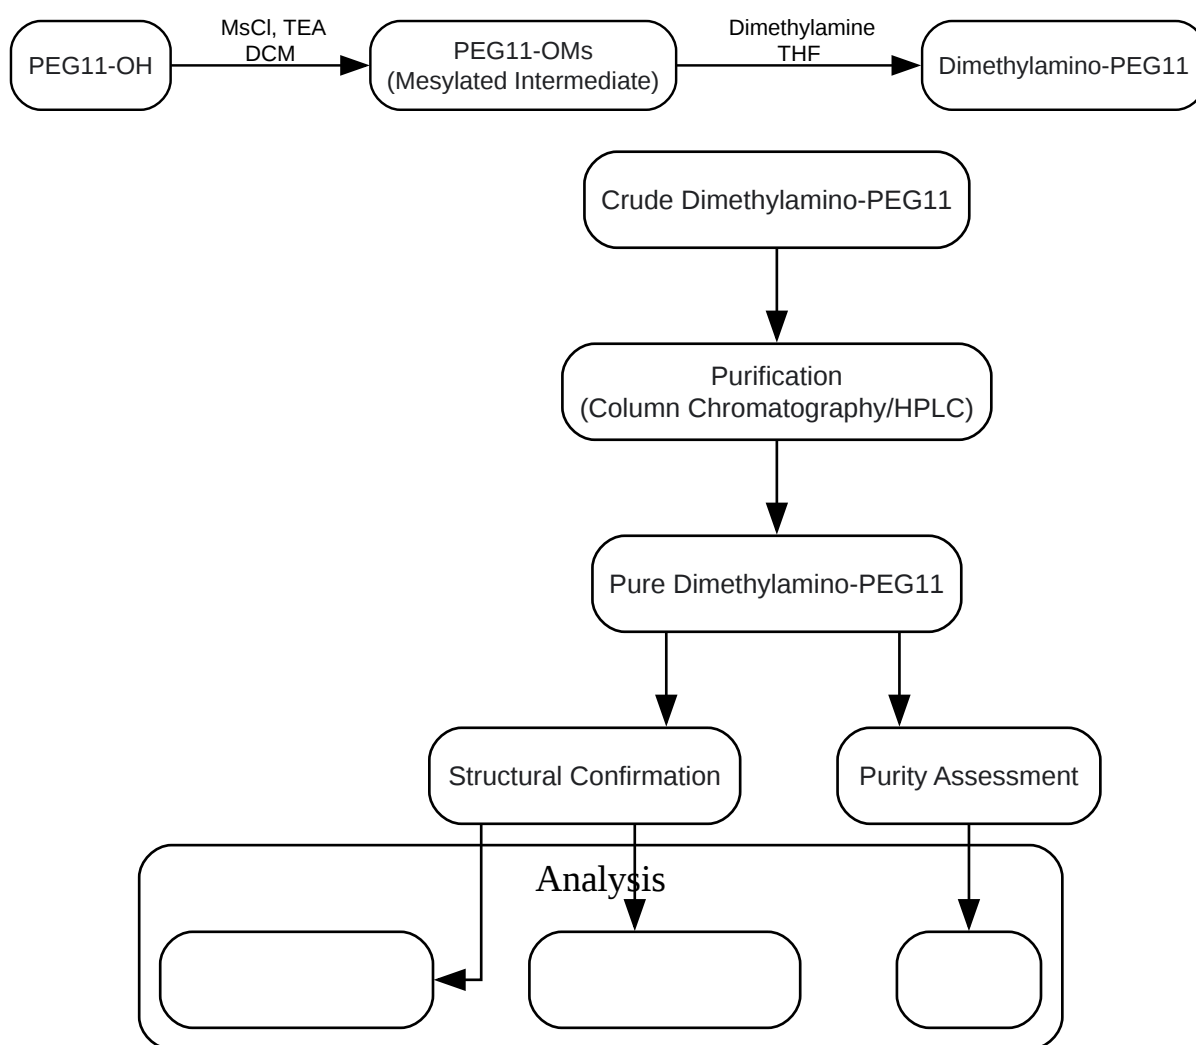 PEG11-OH
MsCl, TEA
DCM
PEG11-OMs
(Mesylated Intermediate)
Dimethylamine
THF
Dimethylamino-PEG11
Crude Dimethylamino-PEG11
Purification
(Column Chromatography/HPLC)
Pure Dimethylamino-PEG11
Structural Confirmation
Purity Assessment
Analysis